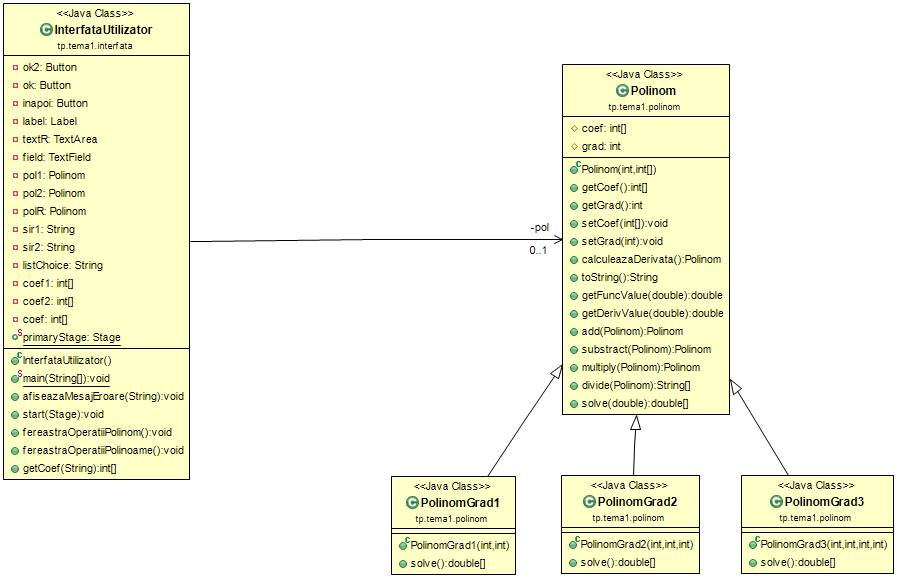 <<Java Class>>
InterfataUtilizator
tp.tema1.interfata
ok2: Button
ok: Button
inapoi: Button
label: Label
textR: TextArea
field: TextField
pol1: Polinom
pol2: Polinom
polR: Polinom
sir1: String
sir2: String
listChoice: String
coef1: int[]
coef2: int[]
coef: int[]
primaryStage: Stage
InterfataUtilizator()
main(String[]):void
afiseazaMesajEroare(String):void
start(Stage):void
fereastraOperatiiPolinom():void
fereastraOperatiiPolinoame():void
getCoef(String):int[]
-pol
0..1
<<Java Class>>
Polinom
tp.tema1.polinom
coef: int[]
grad: int
Polinom(int,int[])
getCoef():int[]
getGrad():int
setCoef(int[]):void
setGrad(int):void
calculeazaDerivata():Polinom
toString():String
getFuncValue(double):double
getDerivValue(double):double
add(Polinom):Polinom
substract(Polinom):Polinom
multiply(Polinom):Polinom
divide(Polinom):String[]
solve(double):double[]
<<Java Class>>
PolinomGrad1
tp.tema1.polinom
PolinomGrad1(int,int)
solve():double[]
<<Java Class>>
PolinomGrad2
tp.tema1.polinom
PolinomGrad2(int,int,int)
solve():double[]
<<Java Class>>
PolinomGrad3
tp.tema1.polinom
PolinomGrad3(int,int,int,int)
solve():double[]